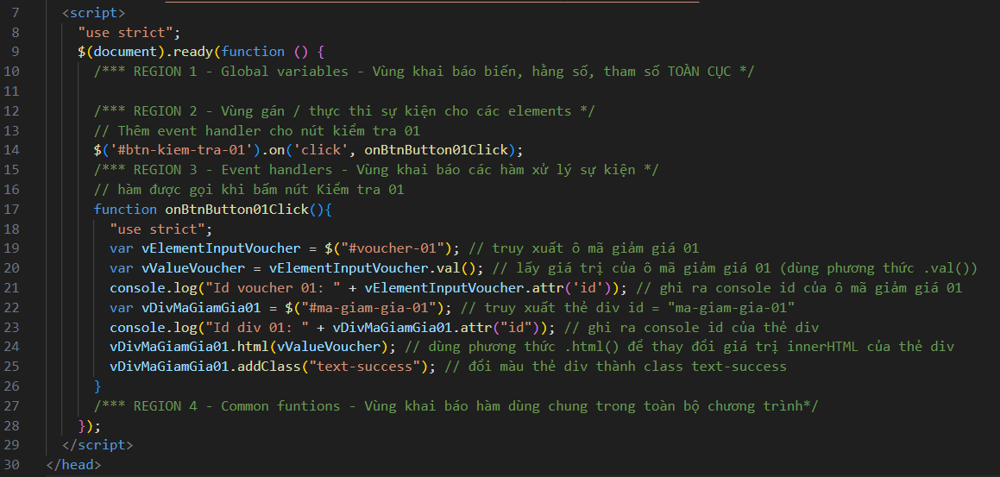 7 <script>
8 "use strict";
9 $(document).ready(function () {
10 /*** REGION 1 - Global variables - Vùng khai báo biến, hằng số, tham số TOÀN CỤC */
11
12 /*** REGION 2 - Vùng gán / thực thi sự kiện cho các elements */
13 // Thêm event handler cho nút kiểm tra 01
14 $('#btn-kiem-tra-01').on('click', onBtnButton01Click);
15 /*** REGION 3 - Event handlers - Vùng khai báo các hàm xử lý sự kiện */
16 // hàm được gọi khi bấm nút Kiểm tra 01
17 function onBtnButton01Click(){
18 "use strict";
19 var vElementInputVoucher = $("#voucher-01"); // truy xuất ô mã giảm giá 01
20 var vValueVoucher = vElementInputVoucher.val(); // lấy giá trị của ô mã giảm giá 01 (dùng phương thức .val())
21 console.log("Id voucher 01: " + vElementInputVoucher.attr('id')); // ghi ra console id của ô mã giảm giá 01
22 var vDivMaGiamGia01 = $("#ma-giam-gia-01"); // truy xuất thẻ div id = "ma-giam-gia-01"
23 console.log("Id div 01: " + vDivMaGiamGia01.attr("id")); // ghi ra console id của thẻ div
24 vDivMaGiamGia01.html(vValueVoucher); // dùng phương thức .html() để thay đổi giá trị innerHTML của thẻ div
25 vDivMaGiamGia01.addClass("text-success"); // đổi màu thẻ div thành class text-success
26 }
27 /*** REGION 4 - Common funtions - Vùng khai báo hàm dùng chung trong toàn bộ chương trình*/
28 });
29 </script>
30 </head>